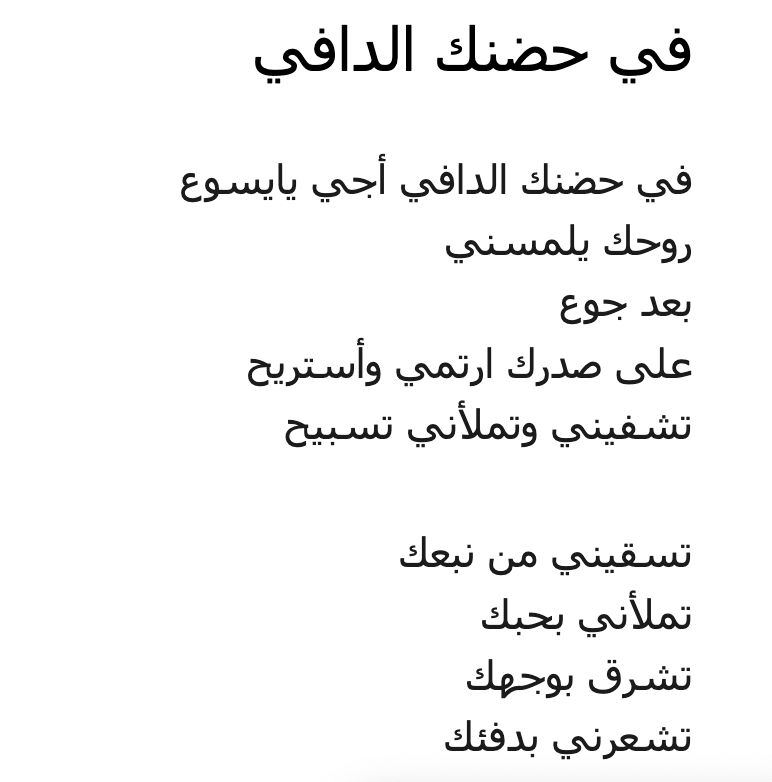 في حضنك الدافي
في حضنك الدافي أجي يايسوع
روحك يلمسني
بعد جوع
على صدرك ارتمي وأستريح
تشفيني وتملأني تسبيح
تسقيني من نبعك
تملأني بحبك
تشرق بوجهك
تشعرني بدفئك